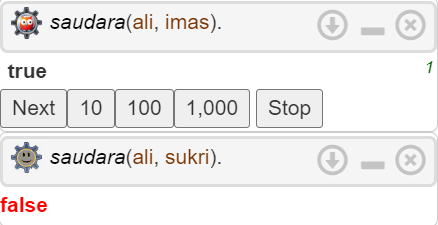 saudara(ali, imas).
true
1
Next 10 100 1,000 Stop
saudara(ali, sukri).
false